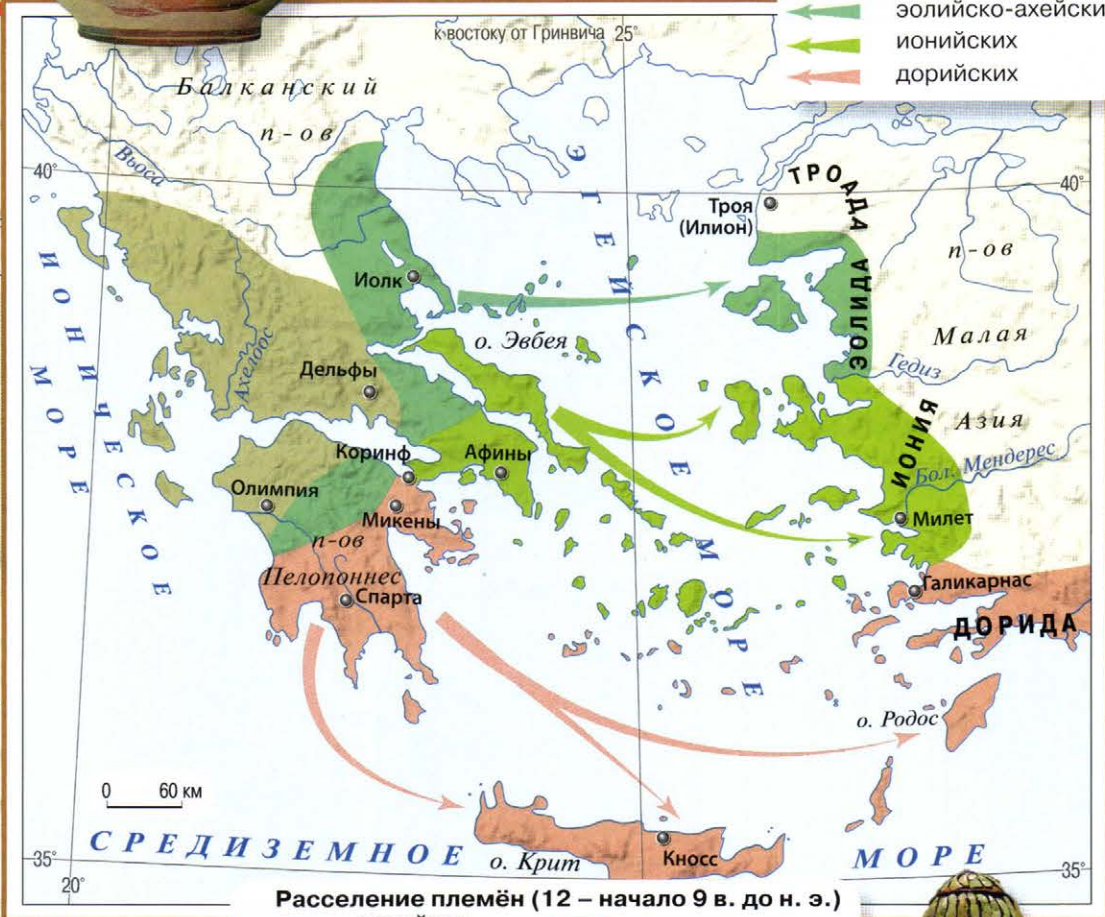 эолийско-ахейски
ионийских
дорийских
к востоку от Гринвича 25°
Балканский
п-ов
Вьоса
40°
40°
ЭГЕЙСКОЕ МОРЕ
ИОНИЧЕСКОЕ МОРЕ
ТРОАДА
Троя
(Илион)
ЭОЛИДА
п-ов
Малая
Азия
Иолк
о. Эвбея
Гедиз
Ахелоос
Дельфы
ИОНИЯ
Бол. Мендерес
Коринф
Афины
Олимпия
Микены
п-ов
Пелопоннес
Спарта
Милет
Галикарнас
ДОРИДА
о. Родос
0 60 км
СРЕДИЗЕМНОЕ МОРЕ
о. Крит
Кносс
35°
35°
20°
Расселение племён (12 – начало 9 в. до н. э.)